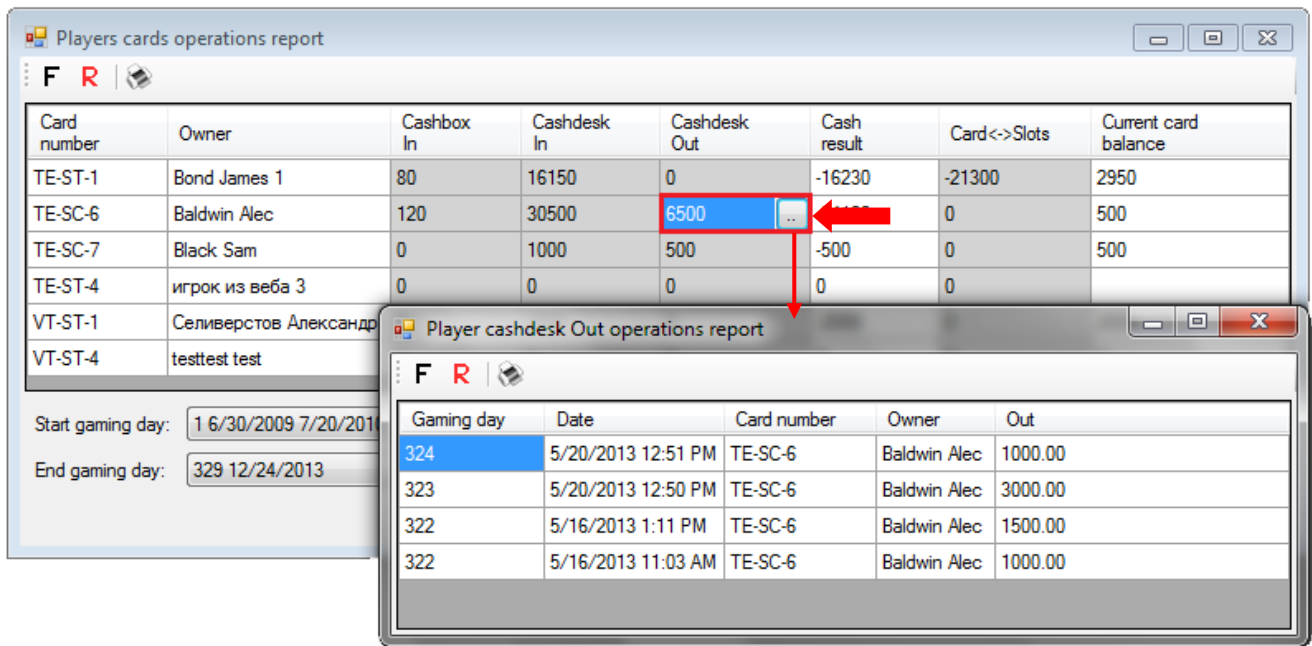 Players cards operations report
F R
Card number Owner Cashbox In Cashdesk In Cashdesk Out Cash result Card<->Slots Current card balance
TE-ST-1 Bond James 1 80 16150 0 -16230 -21300 2950
TE-SC-6 Baldwin Alec 120 30500 6500 .. 0 500
TE-SC-7 Black Sam 0 1000 500 -500 0 500
TE-ST-4 игрок из веба 3 0 0 0 0 0
VT-ST-1 Селиверстов Александр
VT-ST-4 testtest test
Start gaming day: 1 6/30/2009 7/20/2010
End gaming day: 329 12/24/2013
Player cashdesk Out operations report
F R
Gaming day Date Card number Owner Out
324 5/20/2013 12:51 PM TE-SC-6 Baldwin Alec 1000.00
323 5/20/2013 12:50 PM TE-SC-6 Baldwin Alec 3000.00
322 5/16/2013 1:11 PM TE-SC-6 Baldwin Alec 1500.00
322 5/16/2013 11:03 AM TE-SC-6 Baldwin Alec 1000.00